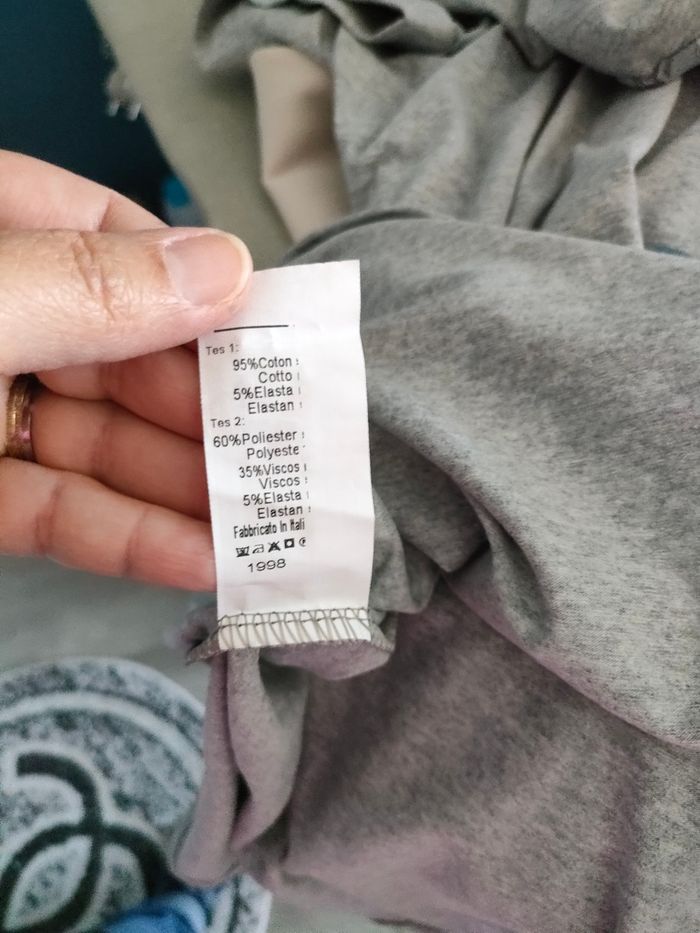 Tes 1:
95%Coton
Cotto
5%Elasta
Elastan
Tes 2:
60%Poliester
Polyeste
35%Viscos
Viscos
5%Elasta
Elastan
Fabbricato In Itali
1998